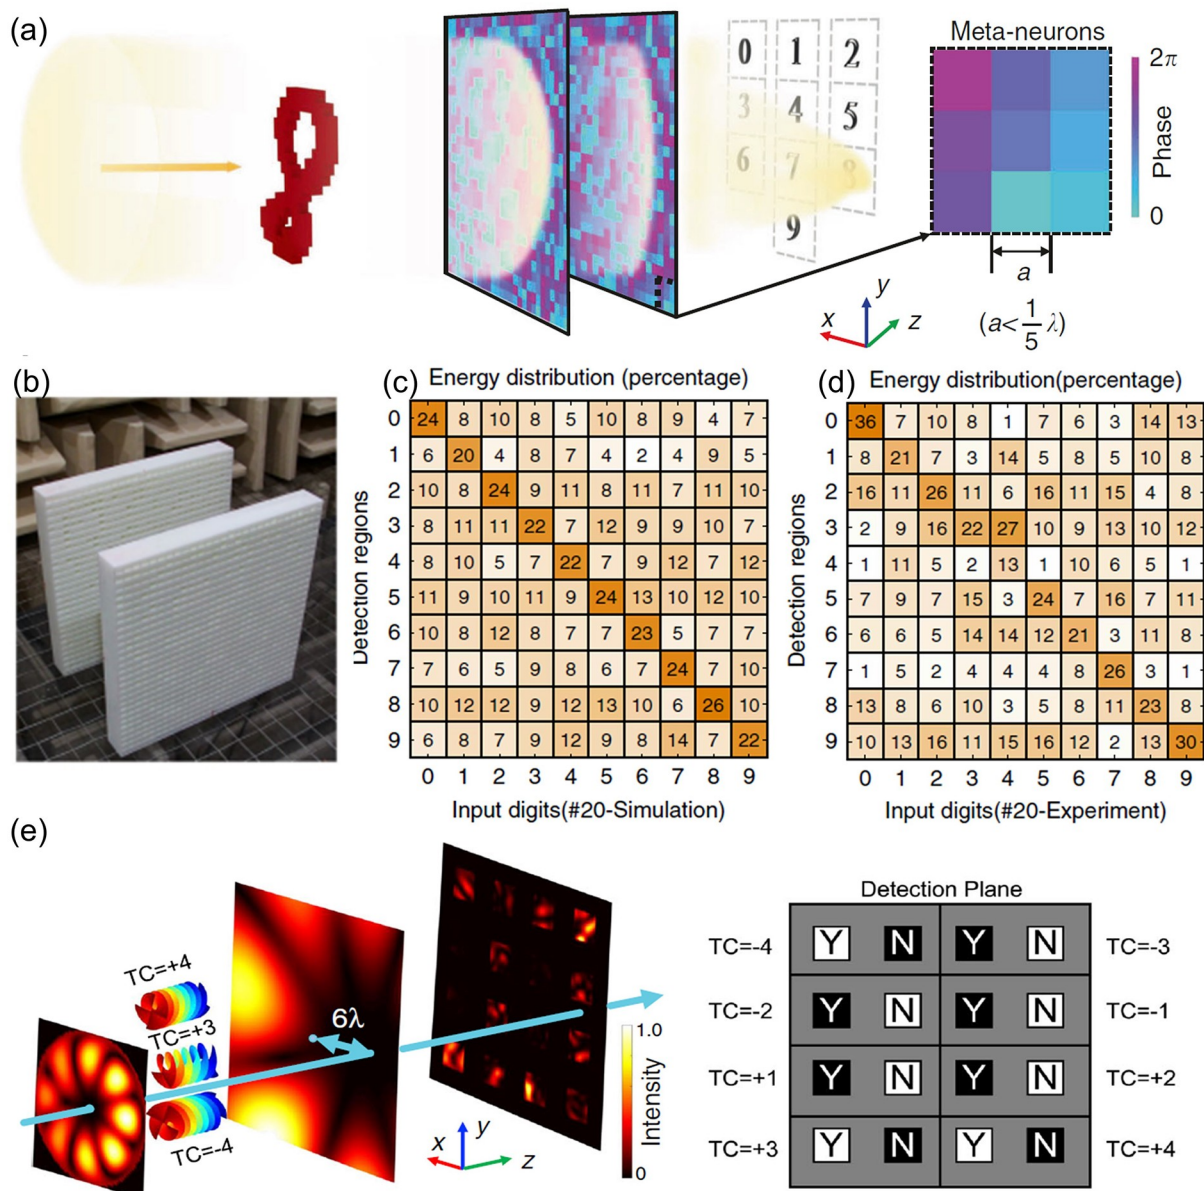 (a)
0 1 2
3 4 5
6 7 8
9
Meta-neurons
2π
Phase
0
a
(a<1/5 λ)
x y z
(b)
(c)
Energy distribution (percentage)
Detection regions
0 24 8 10 8 5 10 8 9 4 7
1 6 20 4 8 7 4 2 4 9 5
2 10 8 24 9 11 8 11 7 11 10
3 8 11 11 22 7 12 9 9 10 7
4 8 10 5 7 22 7 9 12 7 12
5 11 9 10 11 9 24 13 10 12 10
6 10 8 12 8 7 7 23 5 7 7
7 7 6 5 9 8 6 7 24 7 10
8 10 12 12 9 12 13 10 6 26 10
9 6 8 7 9 12 9 8 14 7 22
0 1 2 3 4 5 6 7 8 9
Input digits(#20-Simulation)
(d)
Energy distribution(percentage)
Detection regions
0 36 7 10 8 1 7 6 3 14 13
1 8 21 7 3 14 5 8 5 10 8
2 16 11 26 11 6 16 11 15 4 8
3 2 9 16 22 27 10 9 13 10 12
4 1 11 5 2 13 1 10 6 5 1
5 7 9 7 15 3 24 7 16 7 11
6 6 6 5 14 14 12 21 3 11 8
7 1 5 2 4 4 4 8 26 3 1
8 13 8 6 10 3 5 8 11 23 8
9 10 13 16 11 15 16 12 2 13 30
0 1 2 3 4 5 6 7 8 9
Input digits(#20-Experiment)
(e)
TC=+4
TC=+3
TC=-4
6λ
1.0
Intensity
0
x y z
Detection Plane
TC=-4 Y N Y N TC=-3
TC=-2 Y N Y N TC=-1
TC=+1 Y N Y N TC=+2
TC=+3 Y N Y N TC=+4